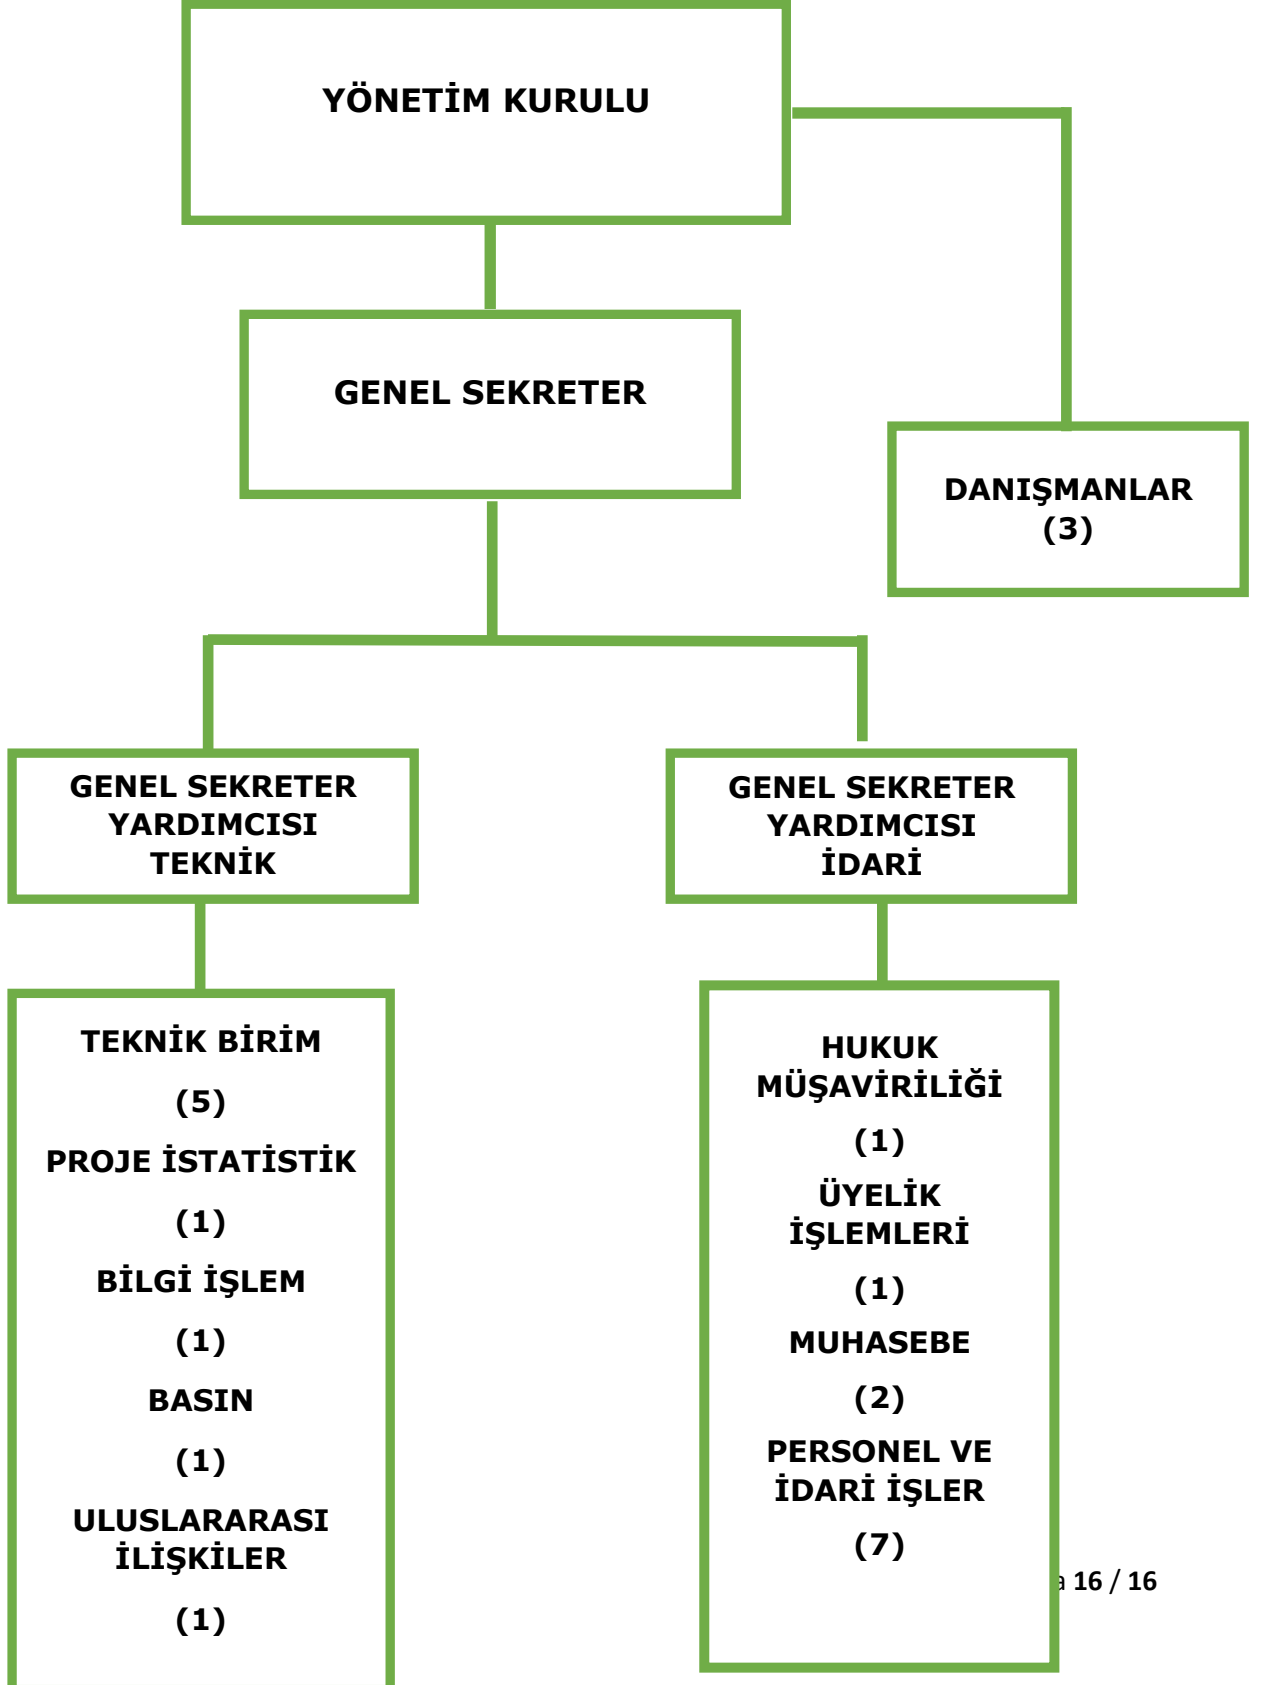 YÖNETİM KURULU
GENEL SEKRETER
DANIŞMANLAR
(3)
GENEL SEKRETER
YARDIMCISI
TEKNİK
GENEL SEKRETER
YARDIMCISI
İDARİ
TEKNİK BİRİM
(5)
PROJE İSTATİSTİK
(1)
BİLGİ İŞLEM
(1)
BASIN
(1)
ULUSLARARASI
İLİŞKİLER
(1)
HUKUK
MÜŞAVİRİLİĞİ
(1)
ÜYELİK
İŞLEMLERİ
(1)
MUHASEBE
(2)
PERSONEL VE
İDARİ İŞLER
(7)
16 / 16